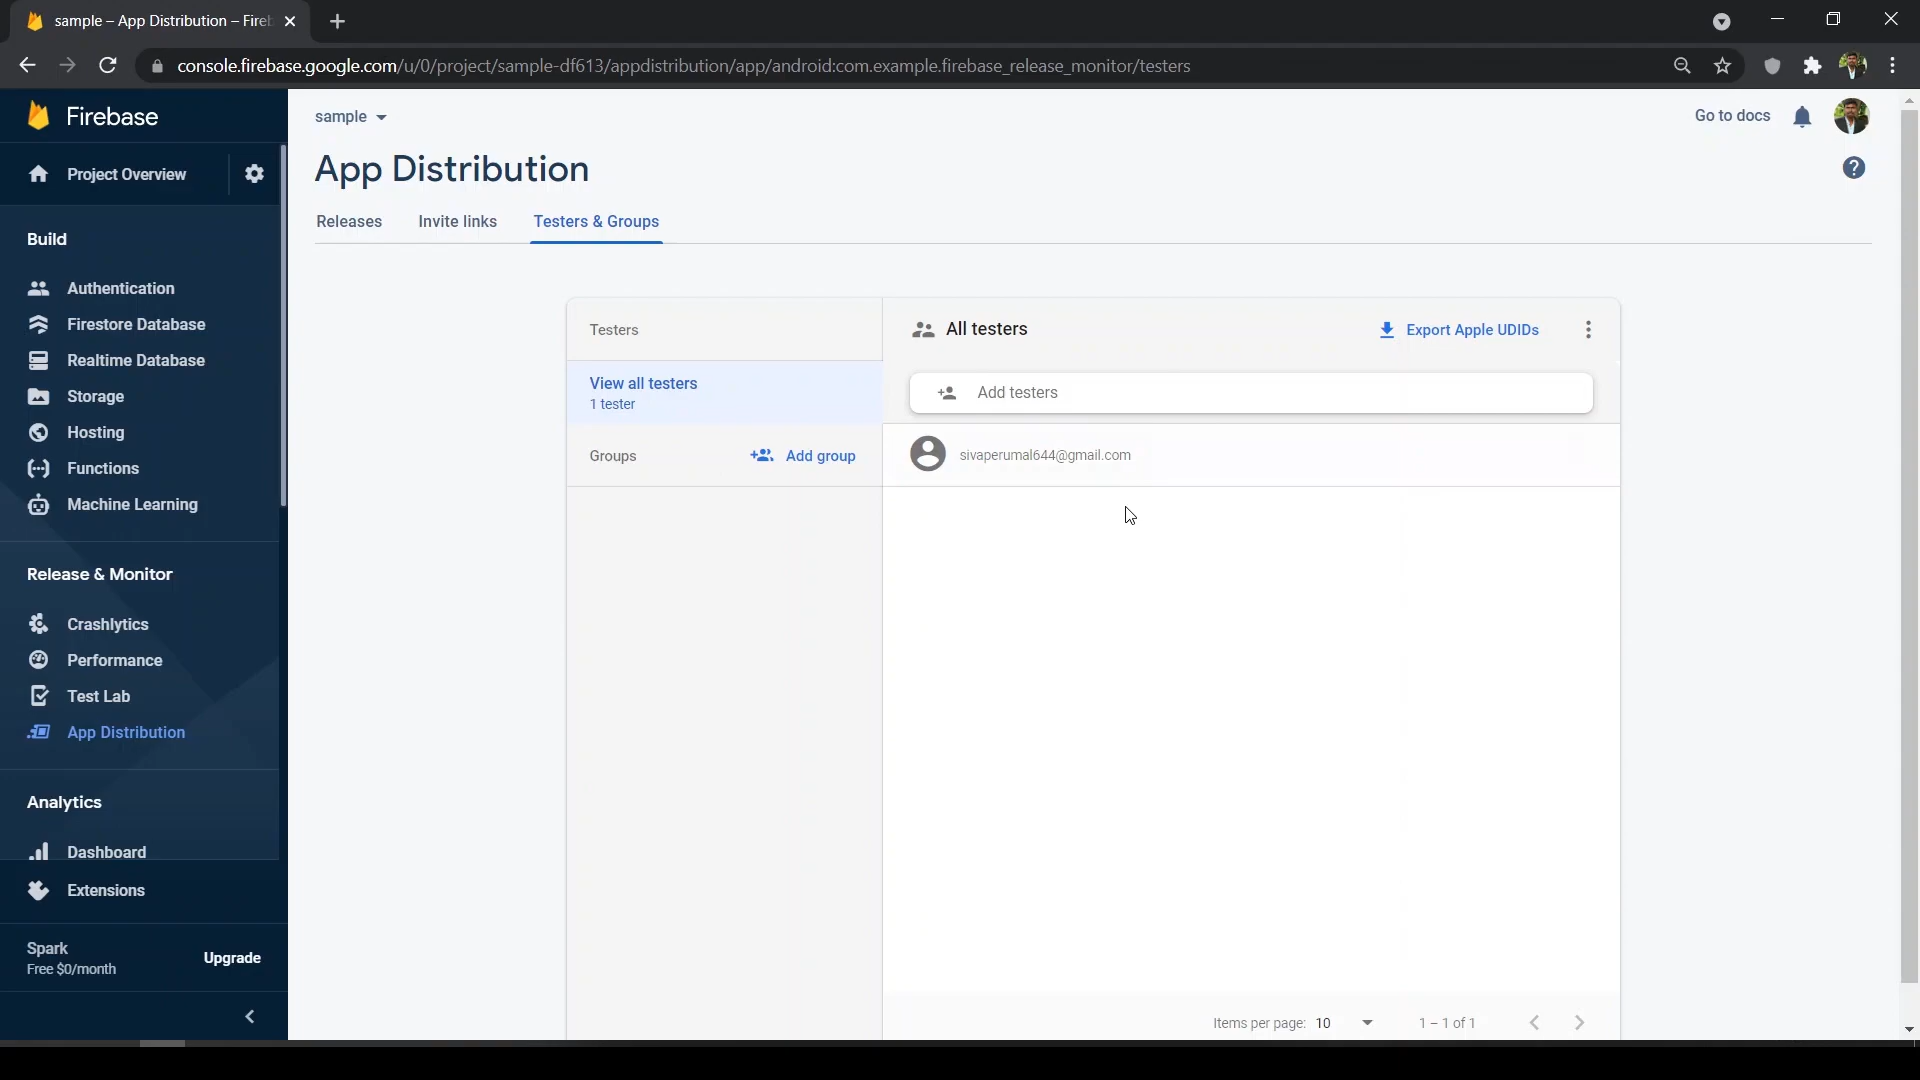 sample – App Distribution – Fireb
console.firebase.google.com/u/0/project/sample-df613/appdistribution/app/android:com.example.firebase_release_monitor/testers
Firebase
Project Overview
Build
Authentication
Firestore Database
Realtime Database
Storage
Hosting
Functions
Machine Learning
Release & Monitor
Crashlytics
Performance
Test Lab
App Distribution
Analytics
Dashboard
Extensions
Spark
Free $0/month
Upgrade
sample
Go to docs
App Distribution
Releases
Invite links
Testers & Groups
Testers
View all testers
1 tester
Groups
Add group
All testers
Export Apple UDIDs
Add testers
sivaperumal644@gmail.com
Items per page: 10
1 – 1 of 1